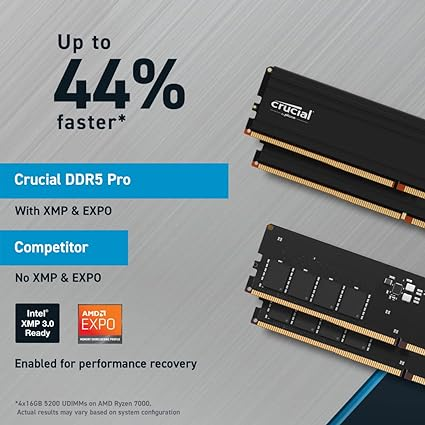 Up to
44%
faster*
crucial
Crucial DDR5 Pro
With XMP & EXPO
Competitor
No XMP & EXPO
Intel®
XMP 3.0
Ready
AMD
EXPO
Enabled for performance recovery
*4x16GB 5200 UDIMMs on AMD Ryzen 7000.
Actual results may vary based on system configuration